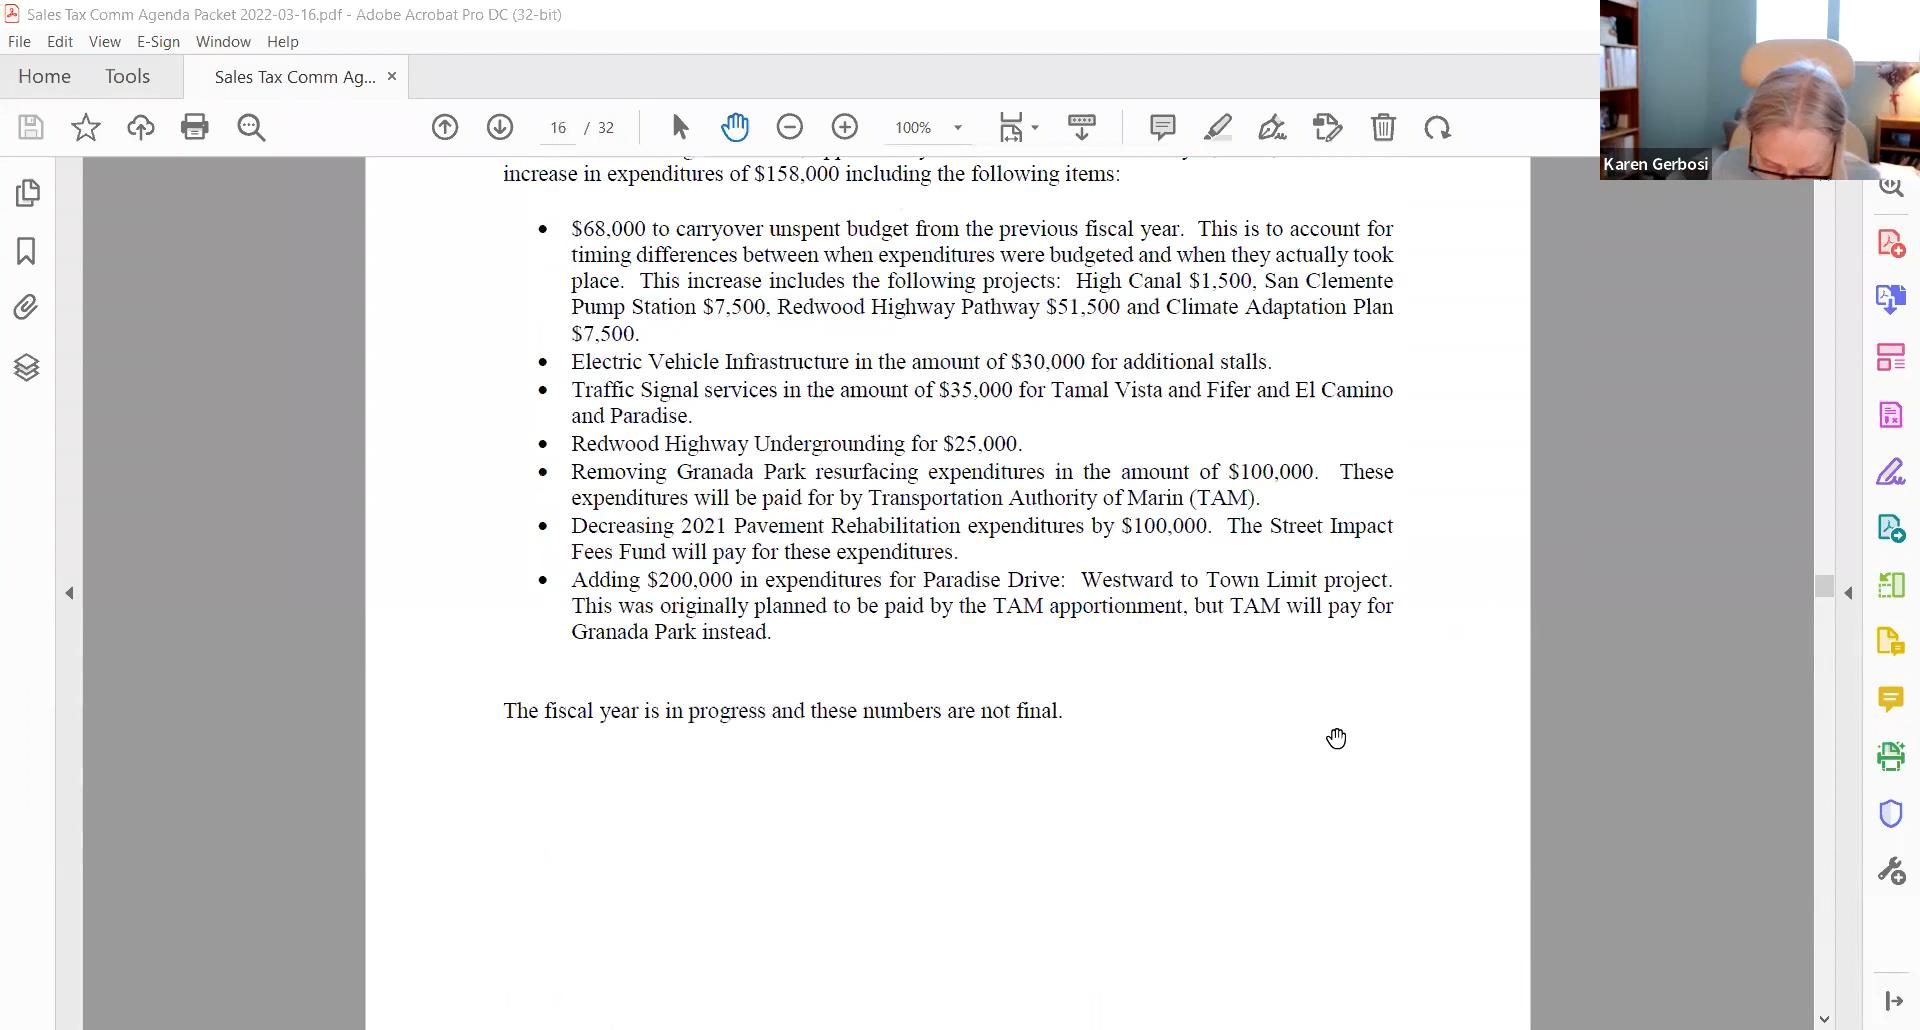 Sales Tax Comm Agenda Packet 2022-03-16.pdf - Adobe Acrobat Pro DC (32-bit)
File Edit View E-Sign Window Help
Home Tools Sales Tax Comm Ag... ×
16 / 32 100%
Karen Gerbosi
increase in expenditures of $158,000 including the following items:
• $68,000 to carryover unspent budget from the previous fiscal year. This is to account for
timing differences between when expenditures were budgeted and when they actually took
place. This increase includes the following projects: High Canal $1,500, San Clemente
Pump Station $7,500, Redwood Highway Pathway $51,500 and Climate Adaptation Plan
$7,500.
• Electric Vehicle Infrastructure in the amount of $30,000 for additional stalls.
• Traffic Signal services in the amount of $35,000 for Tamal Vista and Fifer and El Camino
and Paradise.
• Redwood Highway Undergrounding for $25,000.
• Removing Granada Park resurfacing expenditures in the amount of $100,000. These
expenditures will be paid for by Transportation Authority of Marin (TAM).
• Decreasing 2021 Pavement Rehabilitation expenditures by $100,000. The Street Impact
Fees Fund will pay for these expenditures.
• Adding $200,000 in expenditures for Paradise Drive: Westward to Town Limit project.
This was originally planned to be paid by the TAM apportionment, but TAM will pay for
Granada Park instead.
The fiscal year is in progress and these numbers are not final.